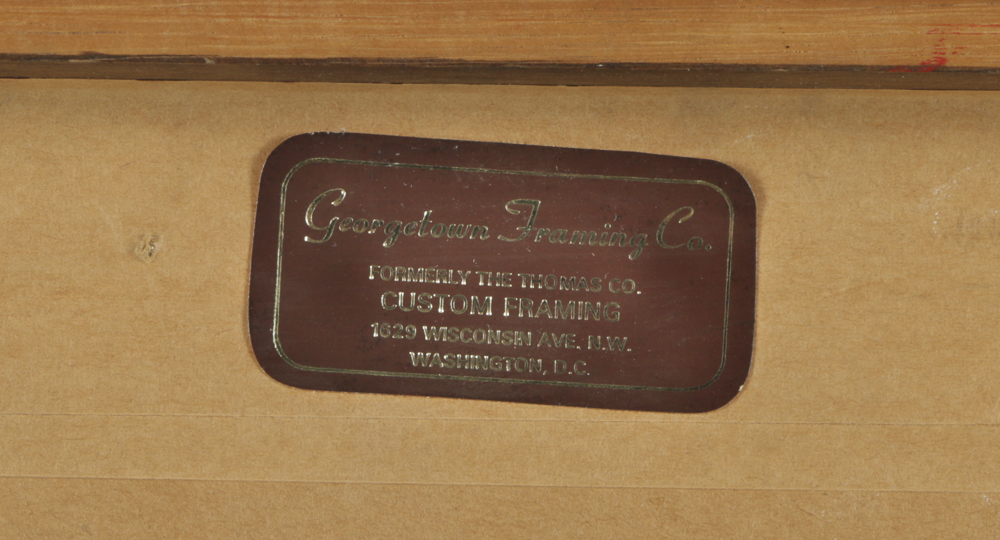 Georgetown Framing Co.
FORMERLY THE THOMAS CO.
CUSTOM FRAMING
1629 WISCONSIN AVE. N.W.
WASHINGTON, D.C.